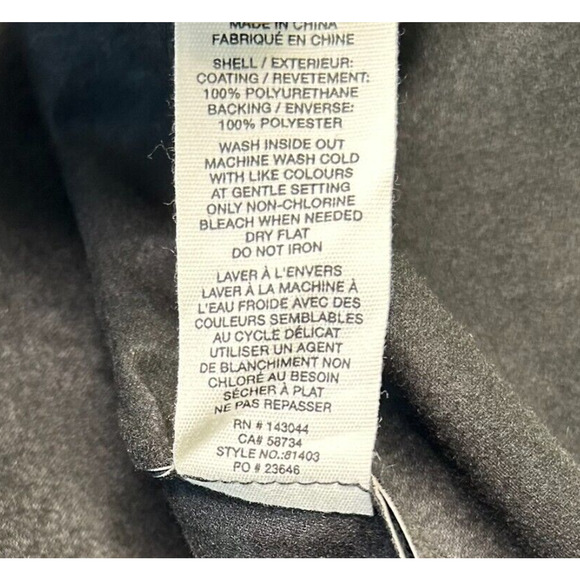 MADE IN CHINA
FABRIQUÉ EN CHINE
SHELL / EXTERIEUR:
COATING / REVETEMENT:
100% POLYURETHANE
BACKING / ENVERSE:
100% POLYESTER
WASH INSIDE OUT
MACHINE WASH COLD
WITH LIKE COLOURS
AT GENTLE SETTING
ONLY NON-CHLORINE
BLEACH WHEN NEEDED
DRY FLAT
DO NOT IRON
LAVER À L'ENVERS
LAVER À LA MACHINE À
L'EAU FROIDE AVEC DES
COULEURS SEMBLABLES
AU CYCLE DÉLICAT
UTILISER UN AGENT
DE BLANCHIMENT NON
CHLORÉ AU BESOIN
SÉCHER À PLAT
NE PAS REPASSER
RN # 143044
CA# 58734
STYLE NO.:81403
PO # 23646